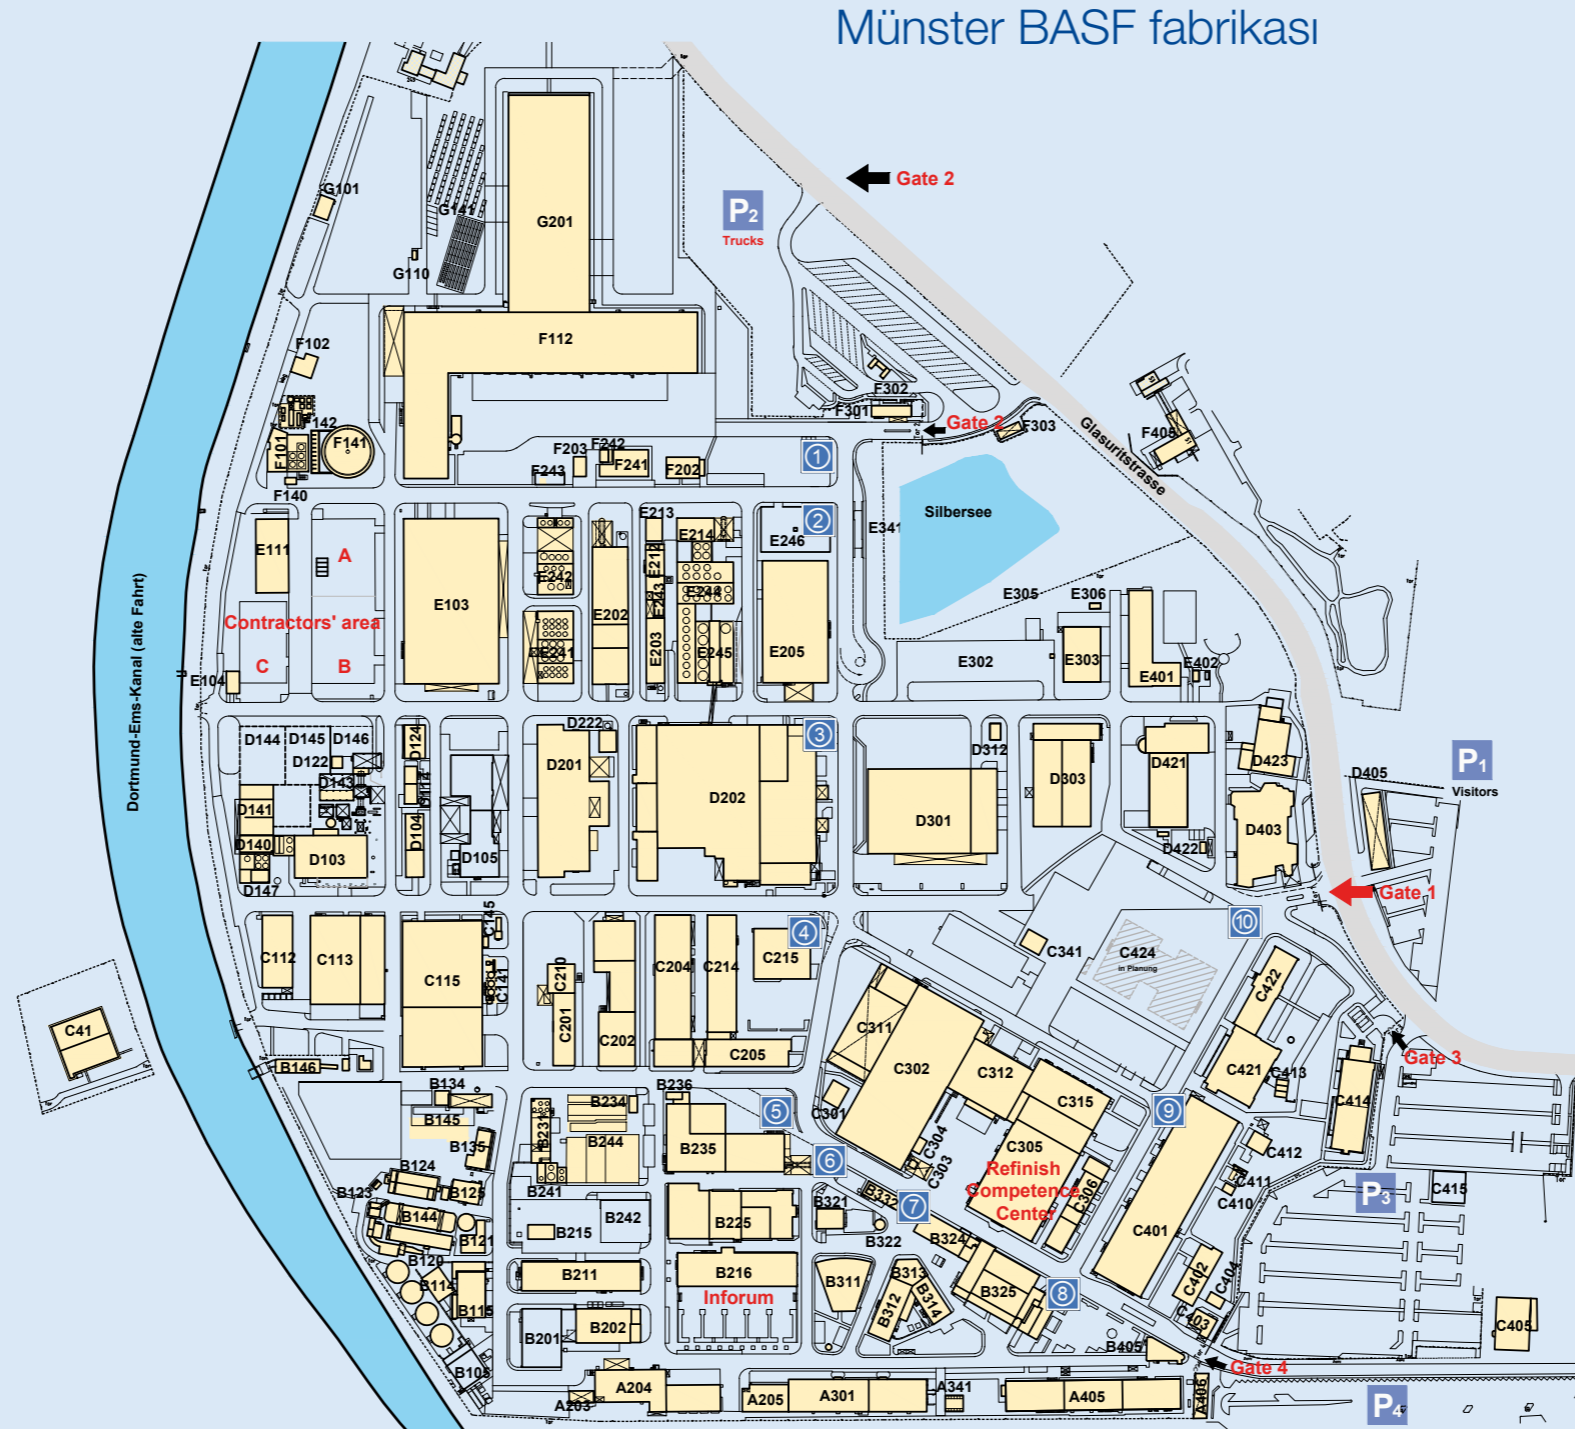 Münster BASF fabrikası
Gate 2
P2
Trucks
G101
G141
G201
G110
F112
F102
F302
F301
Gate 2
F303
F405
Glasuritstrasse
F142
F101
F141
F140
F203
F242
F241
F243
F202
1
2
Silbersee
E341
E111
A
E103
E242
E202
E213
E214
E212
E243
E244
E246
Contractors' area
C
B
E104
E241
E203
E245
E205
E305
E306
E302
E303
E401
E402
Dortmund-Ems-Kanal (alte Fahrt)
D144
D145
D146
D122
D143
D124
D114
D141
D140
D103
D104
D105
D147
D222
D201
D202
3
D312
D301
D303
D421
D422
D423
D403
D405
P1
Visitors
Gate 1
C112
C113
C115
C145
C141
C210
C201
C202
C204
C214
C215
4
C205
C341
C424
in Planung
10
C422
C421
C413
C414
Gate 3
C41
B146
C311
C302
C312
C315
C301
C304
C303
C305
Refinish
Competence
Center
C306
9
C412
C411
C410
C401
C402
C404
C403
P3
C415
C405
B134
B145
B135
B124
B123
B125
B144
B121
B120
B114
B115
B105
B231
B234
B244
B241
B242
B215
B211
B201
B202
B236
B235
5
6
B225
B216
Inforum
B321
B322
B332
7
B324
B311
B313
B312
B314
B325
8
B405
Gate 4
A203
A204
A205
A301
A341
A405
P4